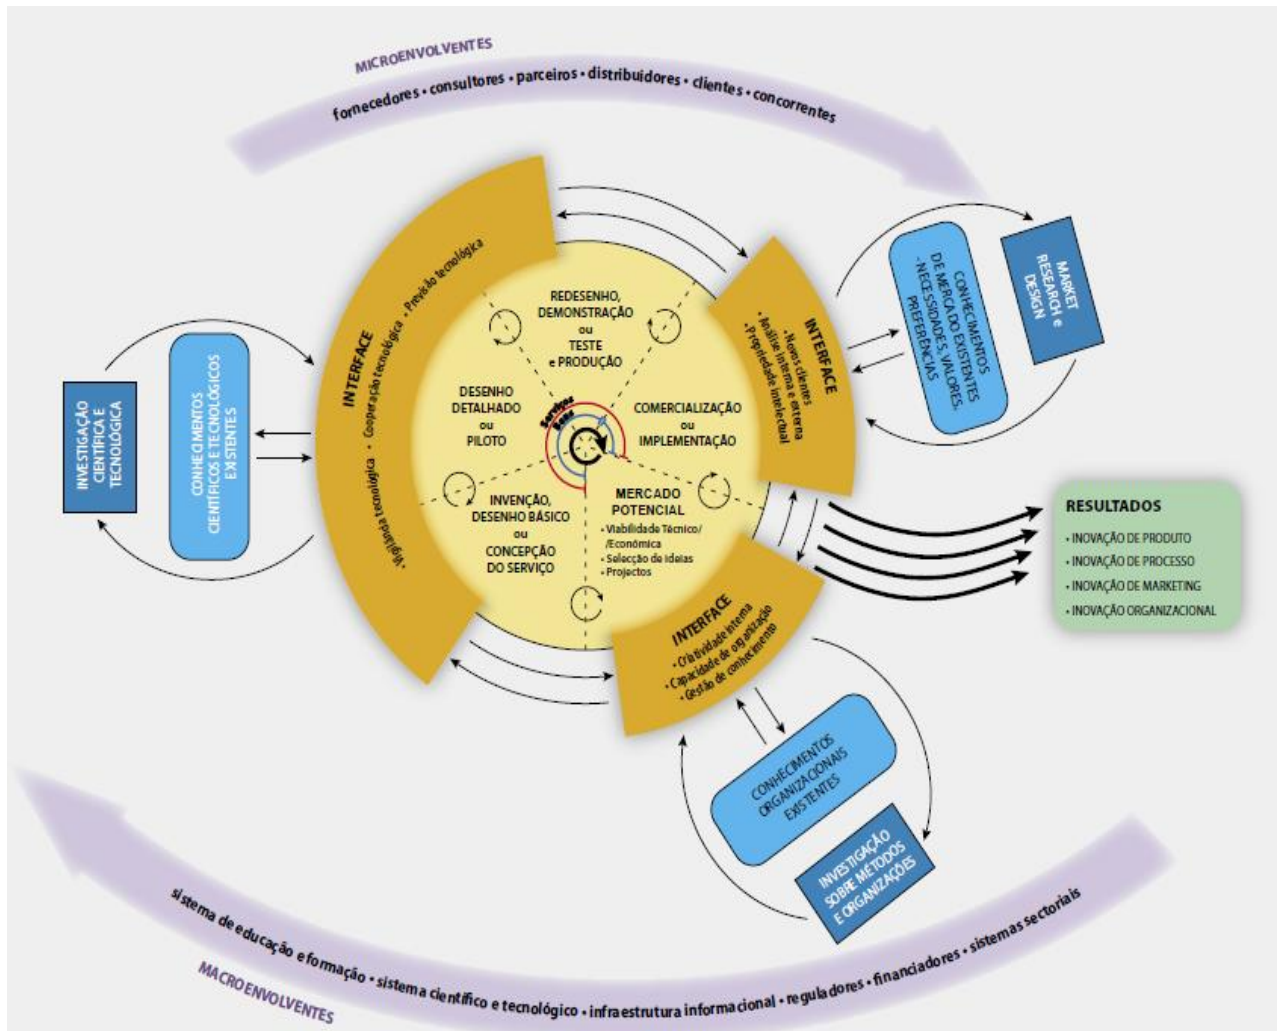 MICROENVOLVENTES
fornecedores • consultores • parceiros • distribuidores • clientes • concorrentes
INVESTIGAÇÃO
CIENTÍFICA E
TECNOLÓGICA
CONHECIMENTOS
CIENTÍFICOS E TECNOLÓGICOS
EXISTENTES
INTERFACE
• Vigilância tecnológica • Cooperação tecnológica • Previsão tecnológica
REDESENHO,
DEMONSTRAÇÃO
ou
TESTE
e PRODUÇÃO
DESENHO
DETALHADO
ou
PILOTO
Serviços
Bens
COMERCIALIZAÇÃO
ou
IMPLEMENTAÇÃO
INVENÇÃO,
DESENHO BÁSICO
ou
CONCEPÇÃO
DO SERVIÇO
MERCADO
POTENCIAL
• Viabilidade Técnico/
/Económica
• Selecção de Ideias
• Projectos
INTERFACE
• Novos clientes
• Análise interna e externa
• Propriedade intelectual
CONHECIMENTOS
DE MERCADO EXISTENTES
- NECESSIDADES, VALORES,
PREFERÊNCIAS
MARKET
RESEARCH e
DESIGN
RESULTADOS
• INOVAÇÃO DE PRODUTO
• INOVAÇÃO DE PROCESSO
• INOVAÇÃO DE MARKETING
• INOVAÇÃO ORGANIZACIONAL
INTERFACE
• Criatividade interna
• Capacidade de organização
• Gestão de conhecimento
CONHECIMENTOS
ORGANIZACIONAIS
EXISTENTES
INVESTIGAÇÃO
SOBRE MÉTODOS
E ORGANIZAÇÕES
sistema de educação e formação • sistema científico e tecnológico • infraestrutura informacional • reguladores • financiadores • sistemas sectoriais
MACROENVOLVENTES